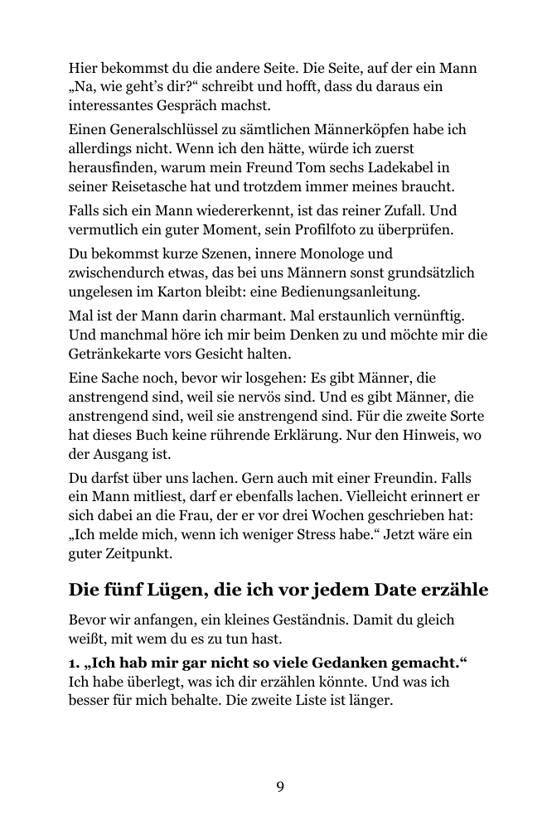 Hier bekommst du die andere Seite. Die Seite, auf der ein Mann
„Na, wie geht’s dir?“ schreibt und hofft, dass du daraus ein
interessantes Gespräch machst.
Einen Generalschlüssel zu sämtlichen Männerköpfen habe ich
allerdings nicht. Wenn ich den hätte, würde ich zuerst
herausfinden, warum mein Freund Tom sechs Ladekabel in
seiner Reisetasche hat und trotzdem immer meines braucht.
Falls sich ein Mann wiedererkennt, ist das reiner Zufall. Und
vermutlich ein guter Moment, sein Profilfoto zu überprüfen.
Du bekommst kurze Szenen, innere Monologe und
zwischendurch etwas, das bei uns Männern sonst grundsätzlich
ungelesen im Karton bleibt: eine Bedienungsanleitung.
Mal ist der Mann darin charmant. Mal erstaunlich vernünftig.
Und manchmal höre ich mir beim Denken zu und möchte mir die
Getränkekarte vors Gesicht halten.
Eine Sache noch, bevor wir losgehen: Es gibt Männer, die
anstrengend sind, weil sie nervös sind. Und es gibt Männer, die
anstrengend sind, weil sie anstrengend sind. Für die zweite Sorte
hat dieses Buch keine rührende Erklärung. Nur den Hinweis, wo
der Ausgang ist.
Du darfst über uns lachen. Gern auch mit einer Freundin. Falls
ein Mann mitliest, darf er ebenfalls lachen. Vielleicht erinnert er
sich dabei an die Frau, der er vor drei Wochen geschrieben hat:
„Ich melde mich, wenn ich weniger Stress habe.“ Jetzt wäre ein
guter Zeitpunkt.
Die fünf Lügen, die ich vor jedem Date erzähle
Bevor wir anfangen, ein kleines Geständnis. Damit du gleich
weißt, mit wem du es zu tun hast.
1. „Ich hab mir gar nicht so viele Gedanken gemacht.“
Ich habe überlegt, was ich dir erzählen könnte. Und was ich
besser für mich behalte. Die zweite Liste ist länger.
9